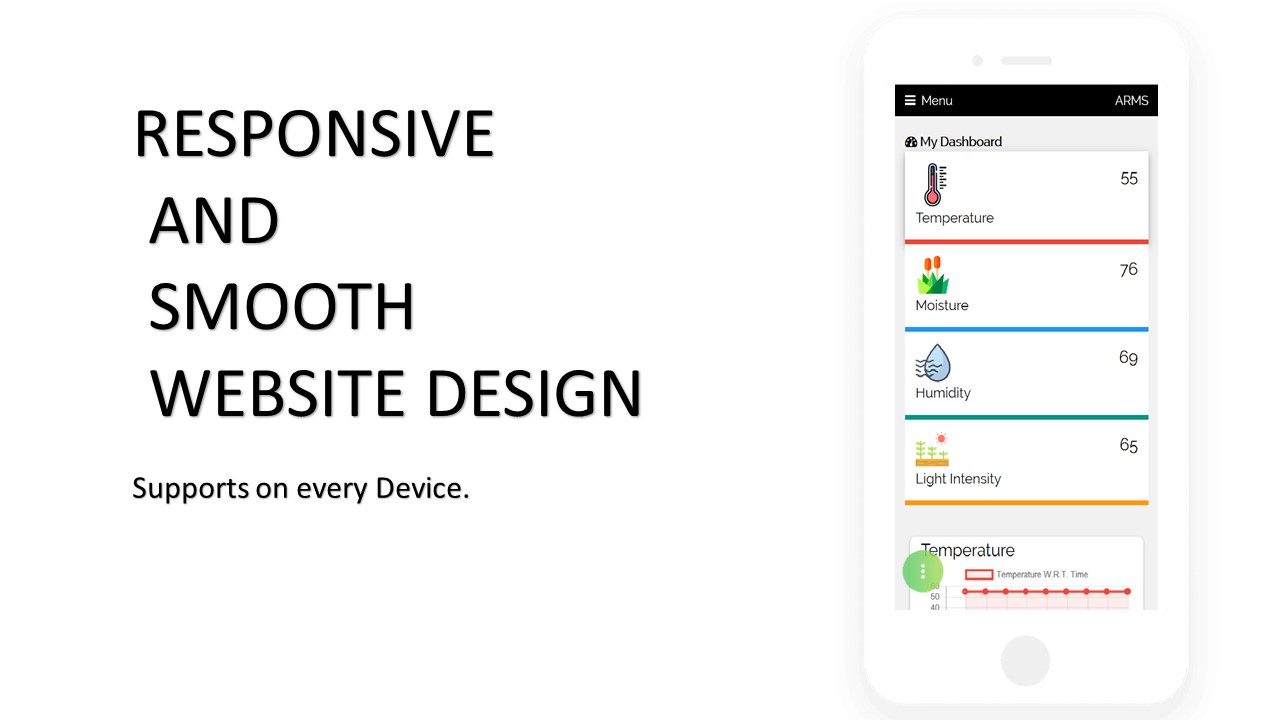 RESPONSIVE
AND
SMOOTH
WEBSITE DESIGN
Supports on every Device.
Menu ARMS
My Dashboard
55
Temperature
76
Moisture
69
Humidity
65
Light Intensity
Temperature
Temperature W.R.T. Time
50
40